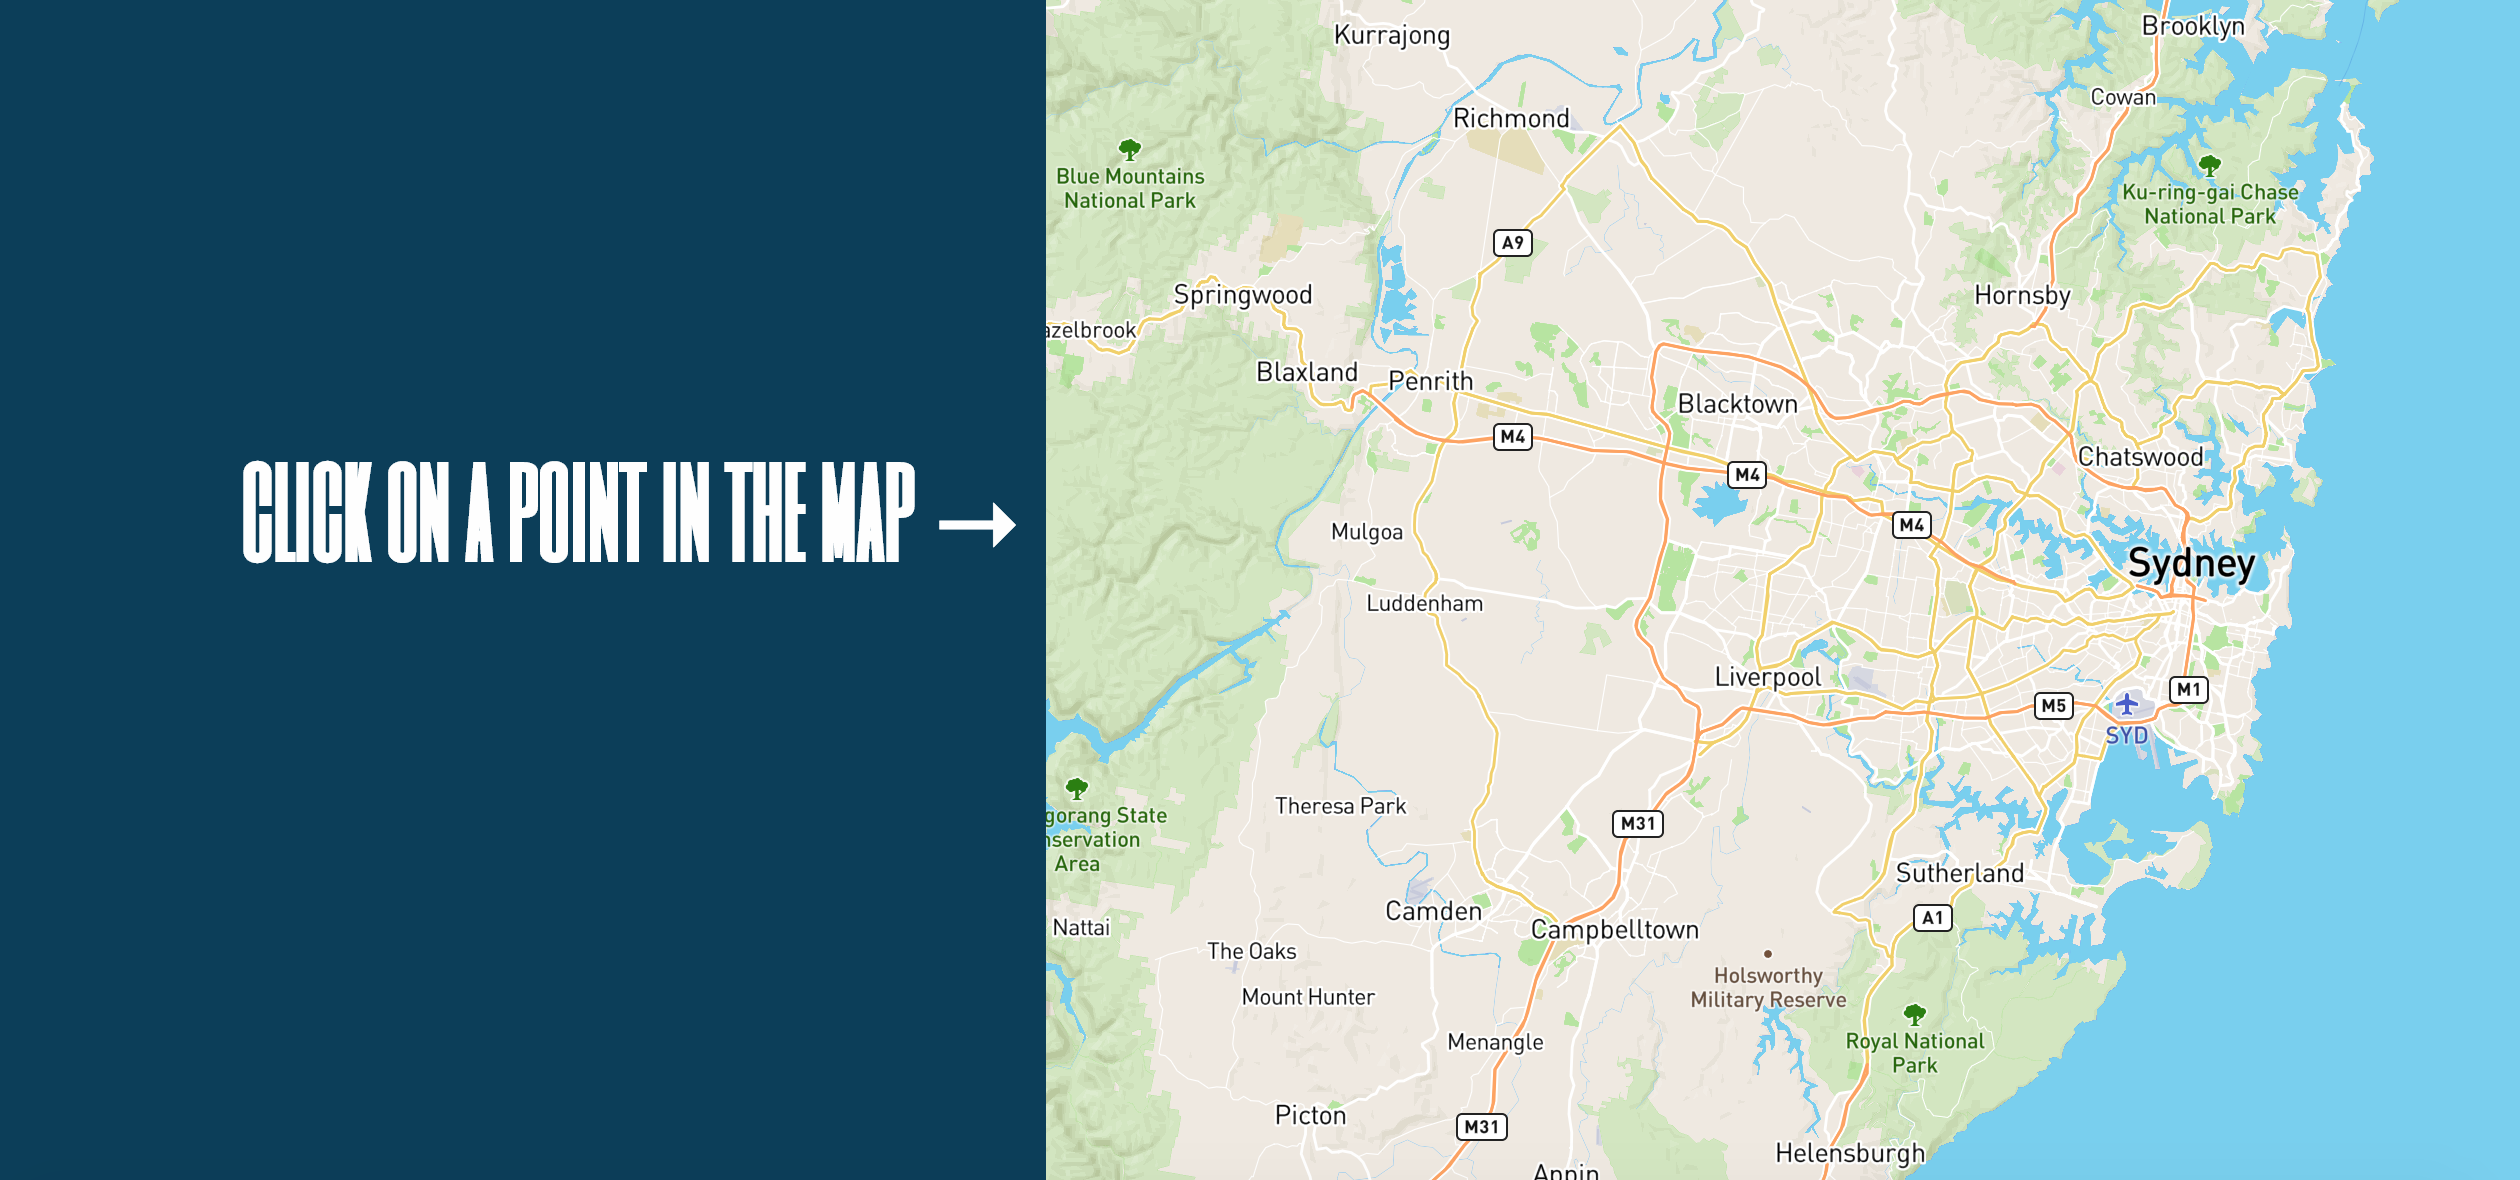 CLICK ON A POINT IN THE MAP →
Kurrajong
Brooklyn
Cowan
Richmond
Blue Mountains
National Park
Ku-ring-gai Chase
National Park
A9
Springwood
Hornsby
azelbrook
Blaxland
Penrith
Blacktown
M4
M4
Chatswood
M4
Mulgoa
Sydney
Luddenham
Liverpool
M1
M5
SYD
Theresa Park
gorang State
nservation
Area
M31
Sutherland
Camden
A1
Nattai
Campbelltown
The Oaks
Holsworthy
Military Reserve
Mount Hunter
Menangle
Royal National
Park
Picton
M31
Helensburgh
Appin